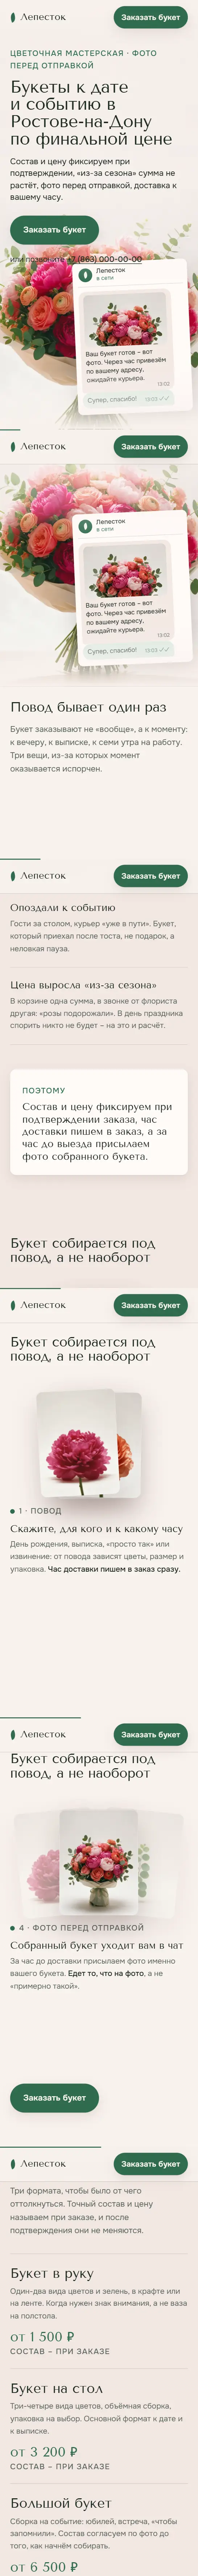 Лепесток
Заказать букет
ЦВЕТОЧНАЯ МАСТЕРСКАЯ · ФОТО
ПЕРЕД ОТПРАВКОЙ
Букеты к дате
и событию в
Ростове-на-Дону
по финальной цене
Состав и цену фиксируем при
подтверждении, «из-за сезона» сумма не
растёт, фото перед отправкой, доставка к
вашему часу.
Заказать букет
или позвоните +7 (863) 000-00-00
Лепесток
в сети
Ваш букет готов – вот
фото. Через час привезём
по вашему адресу,
ожидайте курьера.
13:02
Супер, спасибо! 13:03
Лепесток
Заказать букет
Лепесток
в сети
Ваш букет готов – вот
фото. Через час привезём
по вашему адресу,
ожидайте курьера.
13:02
Супер, спасибо! 13:03
Повод бывает один раз
Букет заказывают не «вообще», а к моменту:
к вечеру, к выписке, к семи утра на работу.
Три вещи, из-за которых момент
оказывается испорчен.
Лепесток
Заказать букет
Опоздали к событию
Гости за столом, курьер «уже в пути». Букет,
который приехал после тоста, не подарок, а
неловкая пауза.
Цена выросла «из-за сезона»
В корзине одна сумма, в звонке от флориста
другая: «розы подорожали». В день праздника
спорить никто не будет – на это и расчёт.
ПОЭТОМУ
Состав и цену фиксируем при
подтверждении заказа, час
доставки пишем в заказ, а за
час до выезда присылаем
фото собранного букета.
Букет собирается под
повод, а не наоборот
Лепесток
Заказать букет
Букет собирается под
повод, а не наоборот
1 · ПОВОД
Скажите, для кого и к какому часу
День рождения, выписка, «просто так» или
извинение: от повода зависят цветы, размер и
упаковка. Час доставки пишем в заказ сразу.
Лепесток
Заказать букет
Букет собирается под
повод, а не наоборот
4 · ФОТО ПЕРЕД ОТПРАВКОЙ
Собранный букет уходит вам в чат
За час до доставки присылаем фото именно
вашего букета. Едет то, что на фото, а не
«примерно такой».
Заказать букет
Лепесток
Заказать букет
Три формата, чтобы было от чего
оттолкнуться. Точный состав и цену
называем при заказе, и после
подтверждения они не меняются.
Букет в руку
Один-два вида цветов и зелень, в крафте или
на ленте. Когда нужен знак внимания, а не ваза
на полстола.
от 1 500 ₽
СОСТАВ – ПРИ ЗАКАЗЕ
Букет на стол
Три-четыре вида цветов, объёмная сборка,
упаковка на выбор. Основной формат к дате и
к выписке.
от 3 200 ₽
СОСТАВ – ПРИ ЗАКАЗЕ
Большой букет
Сборка на событие: юбилей, встреча, «чтобы
запомнили». Состав согласуем по фото до
того, как начнём собирать.
от 6 500 ₽